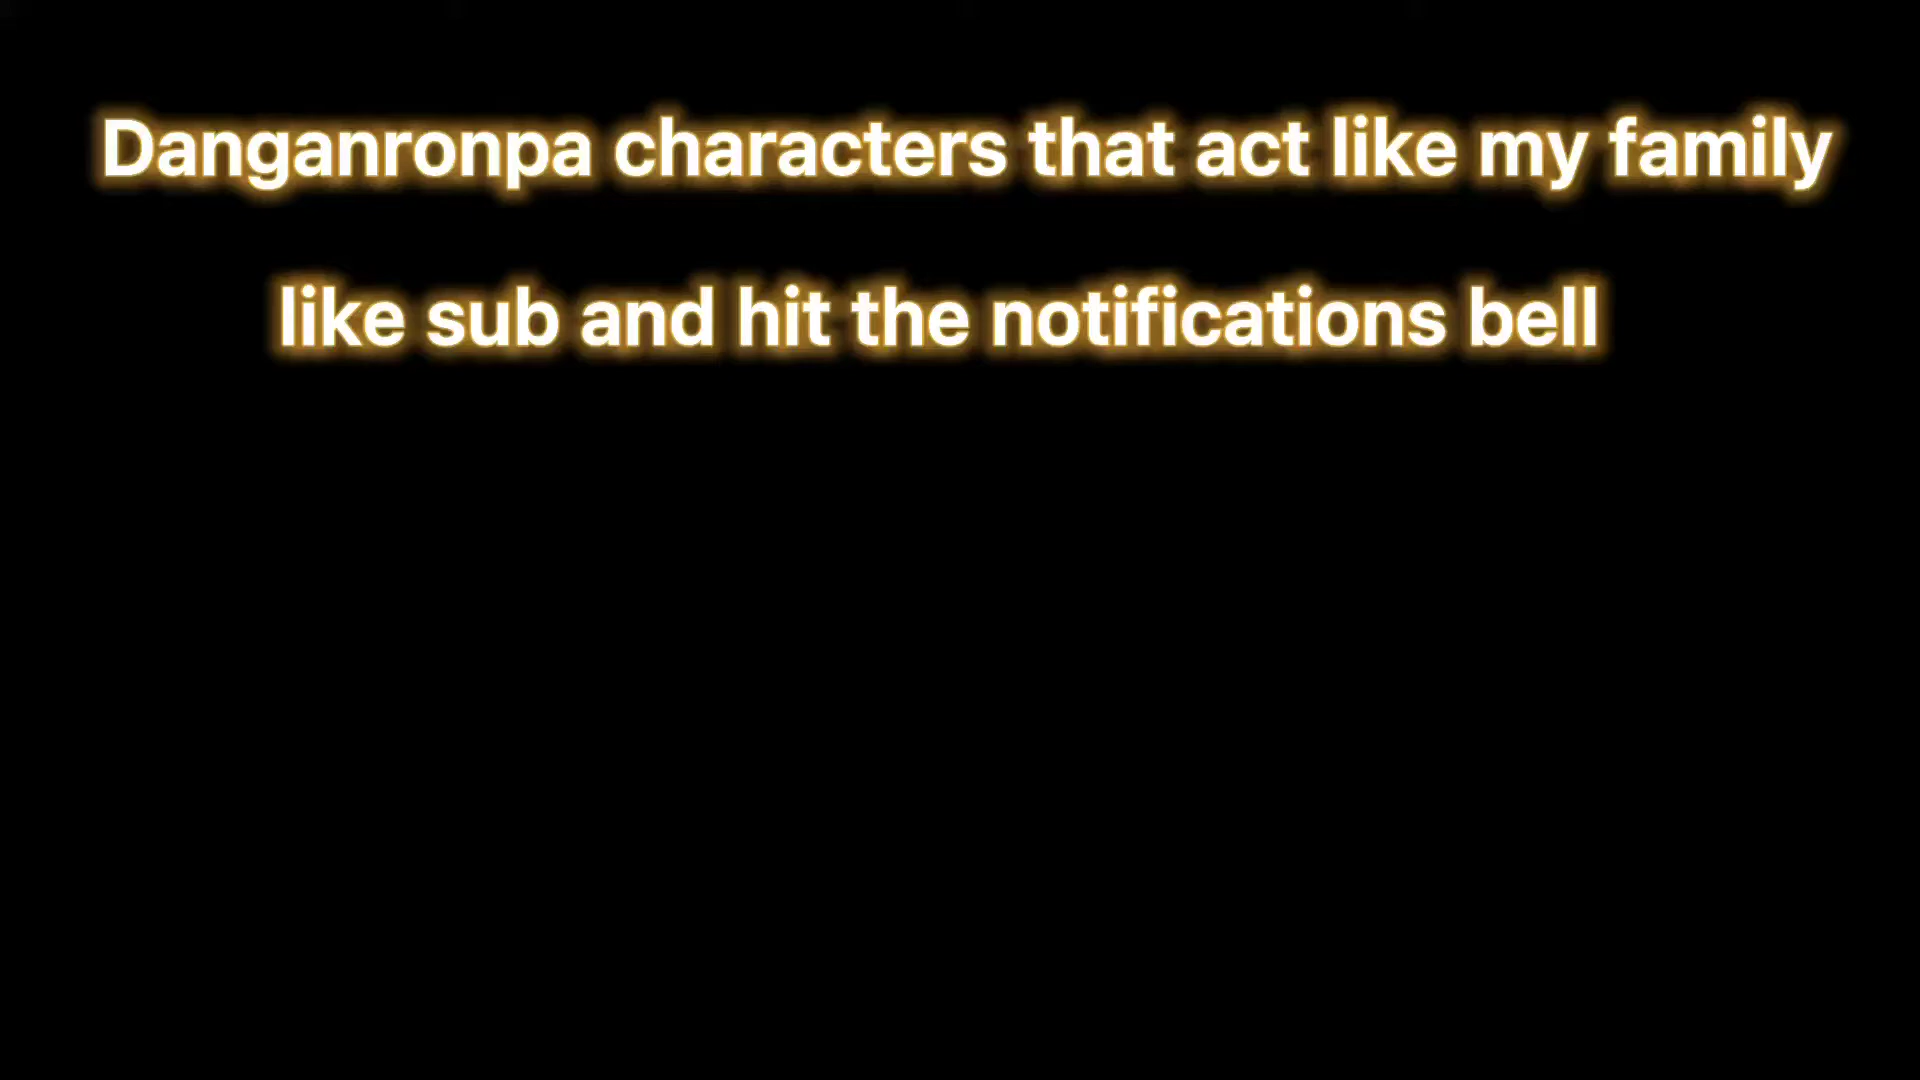 Danganronpa characters that act like my family
like sub and hit the notifications bell